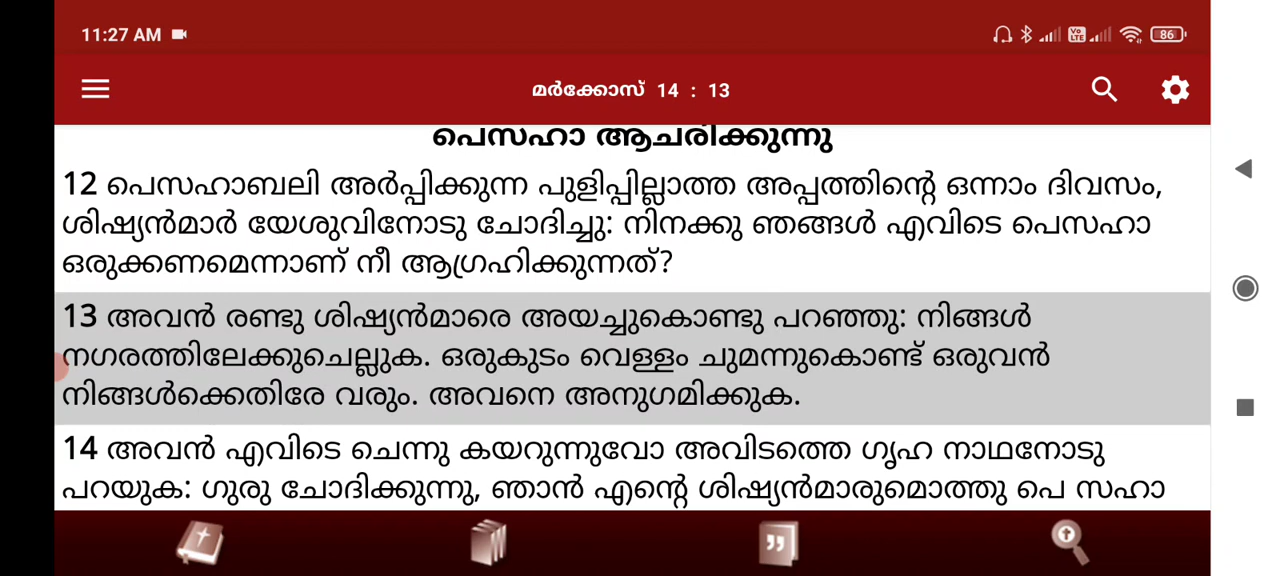 11:27 AM
Vo LTE 86
മർക്കോസ് 14 : 13
പെസഹാ ആചരിക്കുന്നു
12 പെസഹാബലി അർപ്പിക്കുന്ന പുളിപ്പില്ലാത്ത അപ്പത്തിന്റെ ഒന്നാം ദിവസം,
ശിഷ്യൻമാർ യേശുവിനോടു ചോദിച്ചു: നിനക്കു ഞങ്ങൾ എവിടെ പെസഹാ
ഒരുക്കണമെന്നാണ് നീ ആഗ്രഹിക്കുന്നത്?
13 അവൻ രണ്ടു ശിഷ്യൻമാരെ അയച്ചുകൊണ്ടു പറഞ്ഞു: നിങ്ങൾ
നഗരത്തിലേക്കുചെല്ലുക. ഒരുകുടം വെള്ളം ചുമന്നുകൊണ്ട് ഒരുവൻ
നിങ്ങൾക്കെതിരേ വരും. അവനെ അനുഗമിക്കുക.
14 അവൻ എവിടെ ചെന്നു കയറുന്നുവോ അവിടത്തെ ഗൃഹ നാഥനോടു
പറയുക: ഗുരു ചോദിക്കുന്നു, ഞാൻ എന്റെ ശിഷ്യൻമാരുമൊത്തു പെ സഹാ